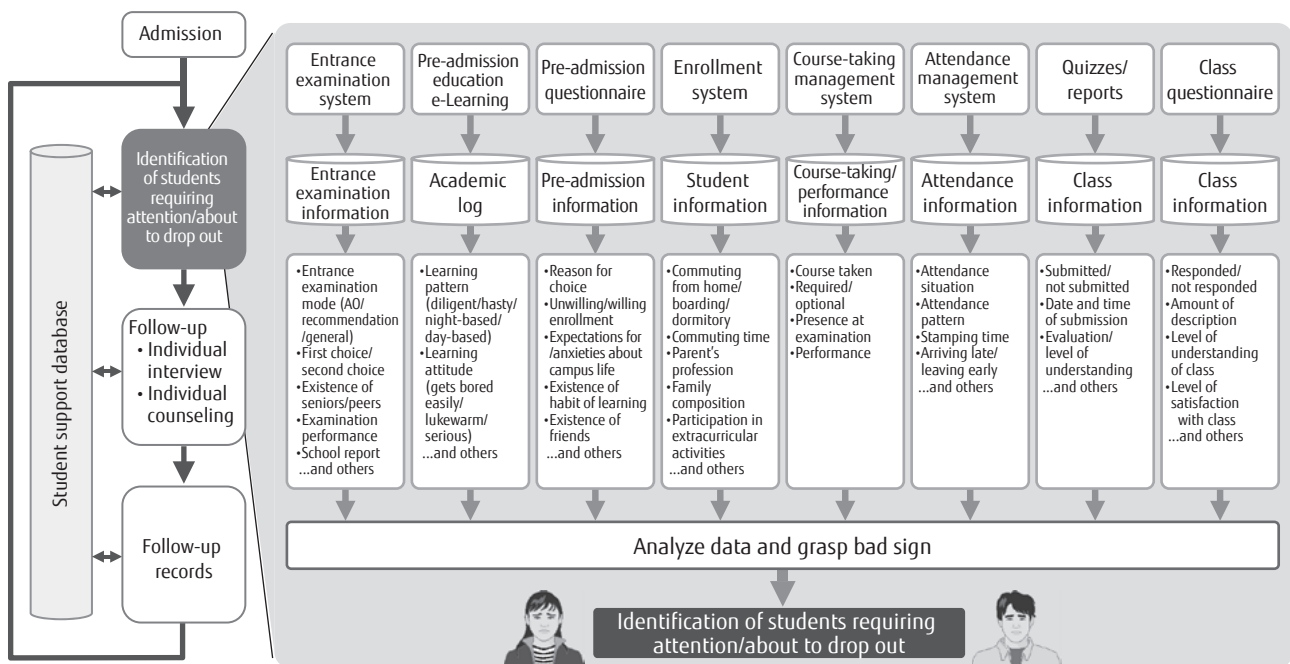 Admission
Identification
of students
requiring
attention/about
to drop out
Follow-up
• Individual
interview
• Individual
counseling
Follow-up
records
Student support database
Entrance
examination
system
Pre-admission
education
e-Learning
Pre-admission
questionnaire
Enrollment
system
Course-taking
management
system
Attendance
management
system
Quizzes/
reports
Class
questionnaire
Entrance
examination
information
Academic
log
Pre-admission
information
Student
information
Course-taking/
performance
information
Attendance
information
Class
information
Class
information
•Entrance
examination
mode (AO/
recommendation
/general)
•First choice/
second choice
•Existence of
seniors/peers
•Examination
performance
•School report
...and others
•Learning
pattern
(diligent/hasty/
night-based/
day-based)
•Learning
attitude
(gets bored
easily/
lukewarm/
serious)
...and others
•Reason for
choice
•Unwilling/willing
enrollment
•Expectations for
/anxieties about
campus life
•Existence of
habit of learning
•Existence of
friends
...and others
•Commuting
from home/
boarding/
dormitory
•Commuting time
•Parent's
profession
•Family
composition
•Participation in
extracurricular
activities
...and others
•Course taken
•Required/
optional
•Presence at
examination
•Performance
•Attendance
situation
•Attendance
pattern
•Stamping time
•Arriving late/
leaving early
...and others
•Submitted/
not submitted
•Date and time
of submission
•Evaluation/
level of
understanding
...and others
•Responded/
not responded
•Amount of
description
•Level of
understanding
of class
•Level of
satisfaction
with class
...and others
Analyze data and grasp bad sign
Identification of students requiring
attention/about to drop out